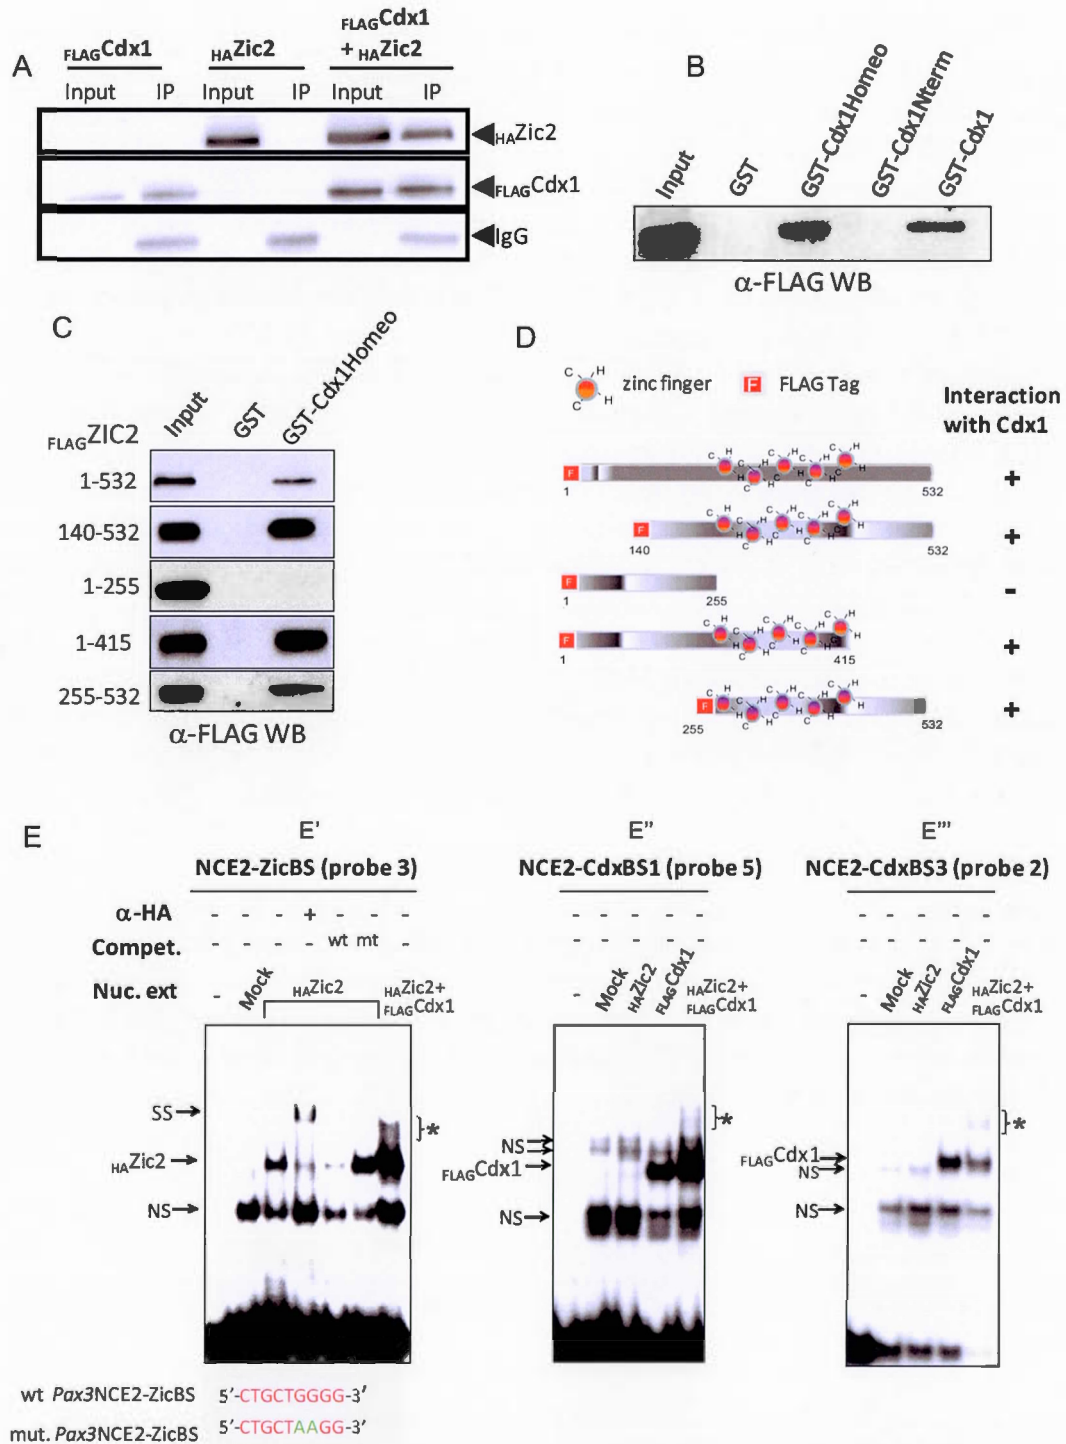 A
FLAGCdx1
HAZic2
FLAGCdx1
+ HAZic2
Input IP Input IP Input IP
HAZic2
FLAGCdx1
IgG
B
Input
GST
GST-Cdx1Homeo
GST-Cdx1Nterm
GST-Cdx1
α-FLAG WB
C
Input
GST
GST-Cdx1Homeo
FLAGZIC2
1-532
140-532
1-255
1-415
255-532
α-FLAG WB
D
C H
C H
zinc finger
F FLAG Tag
Interaction
with Cdx1
F
1 532
+
F
140 532
+
F
1 255
-
F
1 415
+
F
255 532
+
E
E'
NCE2-ZicBS (probe 3)
α-HA - - - + - - -
Compet. - - - - wt mt -
Nuc. ext - Mock HAZic2 HAZic2+
FLAGCdx1
SS
*
HAZic2
NS
wt Pax3NCE2-ZicBS 5′-CTGCTGGGG-3′
mut. Pax3NCE2-ZicBS 5′-CTGCTAAGG-3′
E''
NCE2-CdxBS1 (probe 5)
- - - - -
- - - - -
- Mock HAZic2 FLAGCdx1 HAZic2+
FLAGCdx1
*
NS
FLAGCdx1
NS
E'''
NCE2-CdxBS3 (probe 2)
- - - - -
- - - - -
- Mock HAZic2 FLAGCdx1 HAZic2+
FLAGCdx1
*
FLAGCdx1
NS
NS